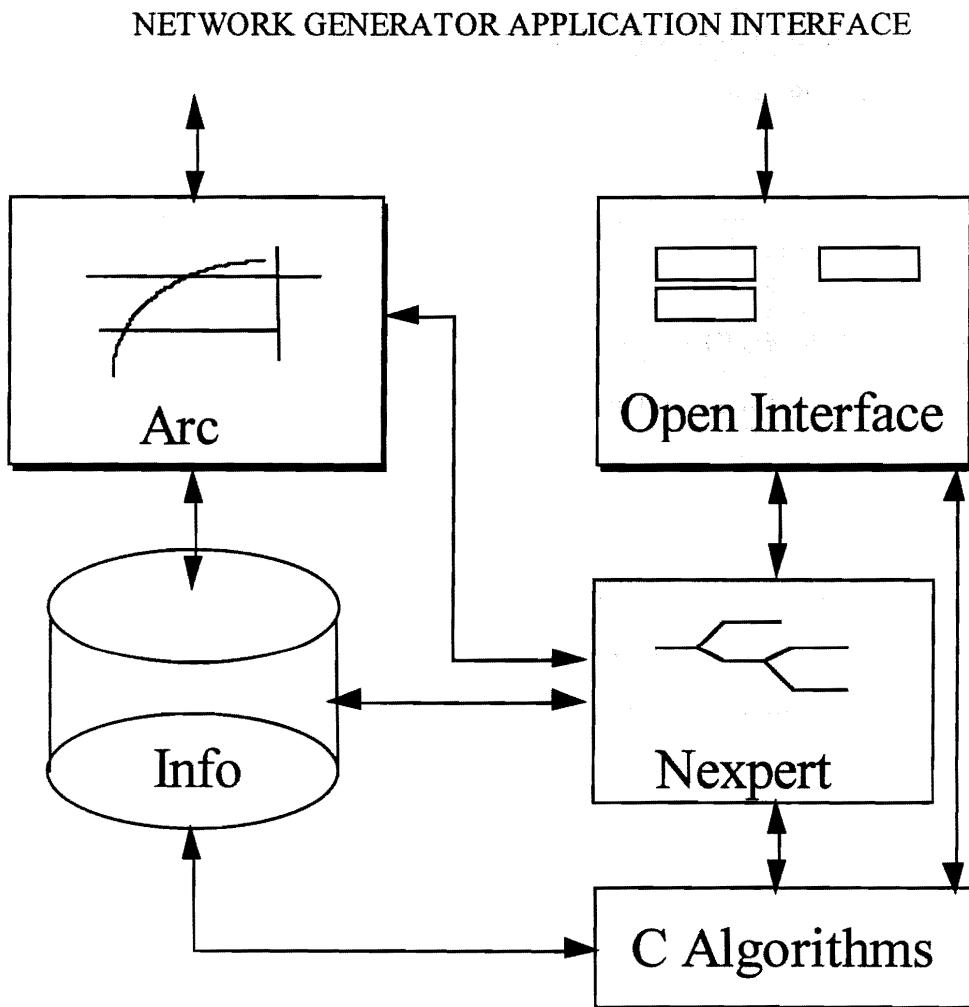 NETWORK GENERATOR APPLICATION INTERFACE
Arc
Open Interface
Info
Nexpert
C Algorithms